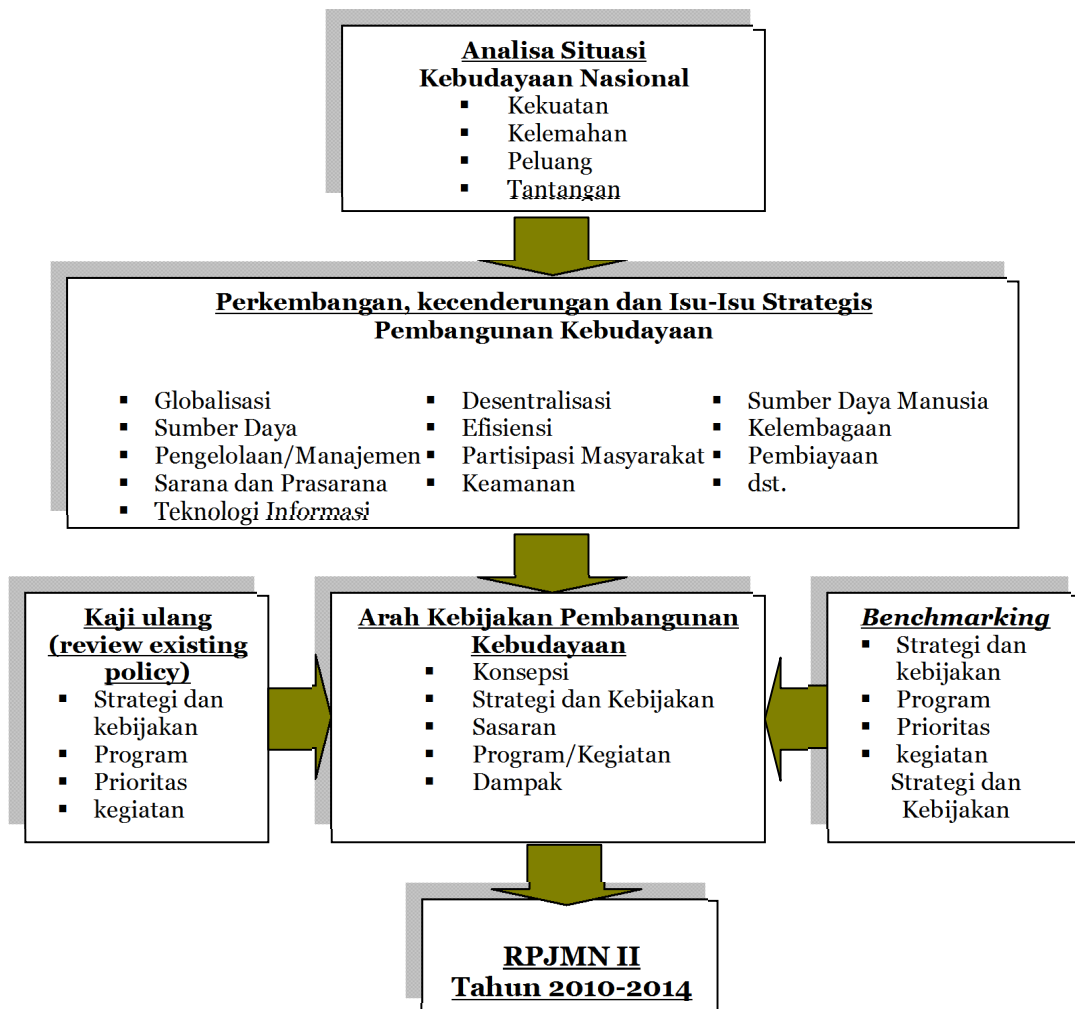 Analisa Situasi
Kebudayaan Nasional
▪ Kekuatan
▪ Kelemahan
▪ Peluang
▪ Tantangan
Perkembangan, kecenderungan dan Isu-Isu Strategis
Pembangunan Kebudayaan
▪ Globalisasi
▪ Sumber Daya
▪ Pengelolaan/Manajemen
▪ Sarana dan Prasarana
▪ Teknologi Informasi
▪ Desentralisasi
▪ Efisiensi
▪ Partisipasi Masyarakat
▪ Keamanan
▪ Sumber Daya Manusia
▪ Kelembagaan
▪ Pembiayaan
▪ dst.
Kaji ulang
(review existing
policy)
▪ Strategi dan
kebijakan
▪ Program
▪ Prioritas
▪ kegiatan
Arah Kebijakan Pembangunan
Kebudayaan
▪ Konsepsi
▪ Strategi dan Kebijakan
▪ Sasaran
▪ Program/Kegiatan
▪ Dampak
Benchmarking
▪ Strategi dan
kebijakan
▪ Program
▪ Prioritas
▪ kegiatan
Strategi dan
Kebijakan
RPJMN II
Tahun 2010-2014